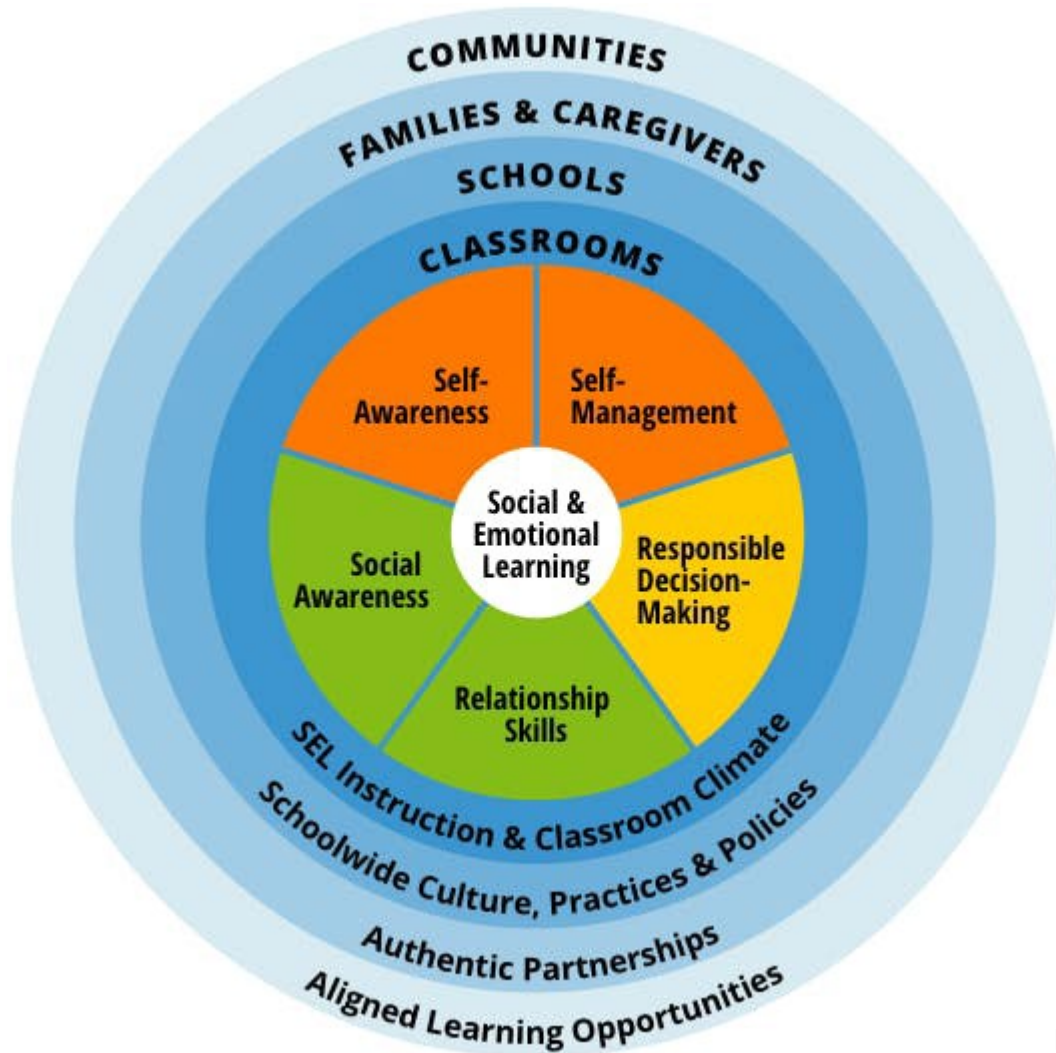 COMMUNITIES
FAMILIES & CAREGIVERS
SCHOOLS
CLASSROOMS
Self-
Awareness
Self-
Management
Social &
Emotional
Learning
Social
Awareness
Responsible
Decision-
Making
Relationship
Skills
SEL Instruction & Classroom Climate
Schoolwide Culture, Practices & Policies
Authentic Partnerships
Aligned Learning Opportunities